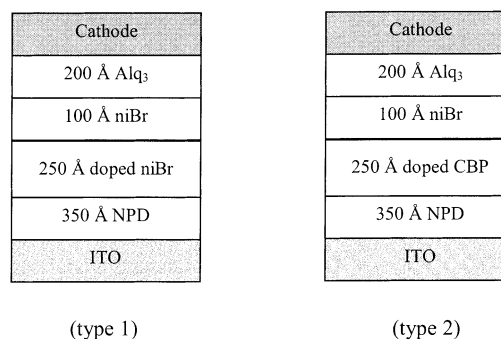 Cathode
200 Å Alq₃
100 Å niBr
250 Å doped niBr
350 Å NPD
ITO
(type 1)
Cathode
200 Å Alq₃
100 Å niBr
250 Å doped CBP
350 Å NPD
ITO
(type 2)